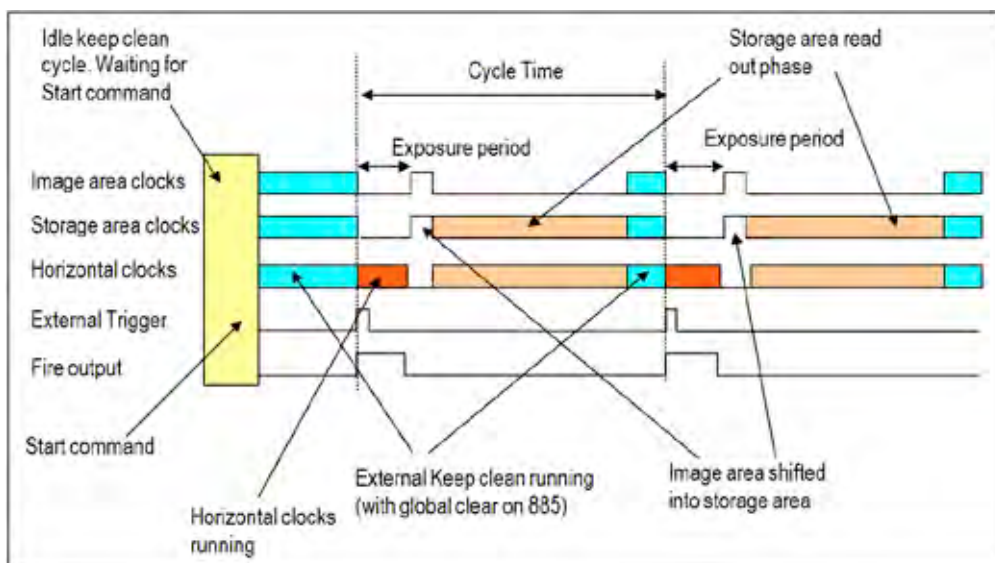 Idle keep clean
cycle. Waiting for
Start command
Cycle Time
Storage area read
out phase
Exposure period
Exposure period
Image area clocks
Storage area clocks
Horizontal clocks
External Trigger
Fire output
Start command
Horizontal clocks
running
External Keep clean running
(with global clear on 885)
Image area shifted
into storage area